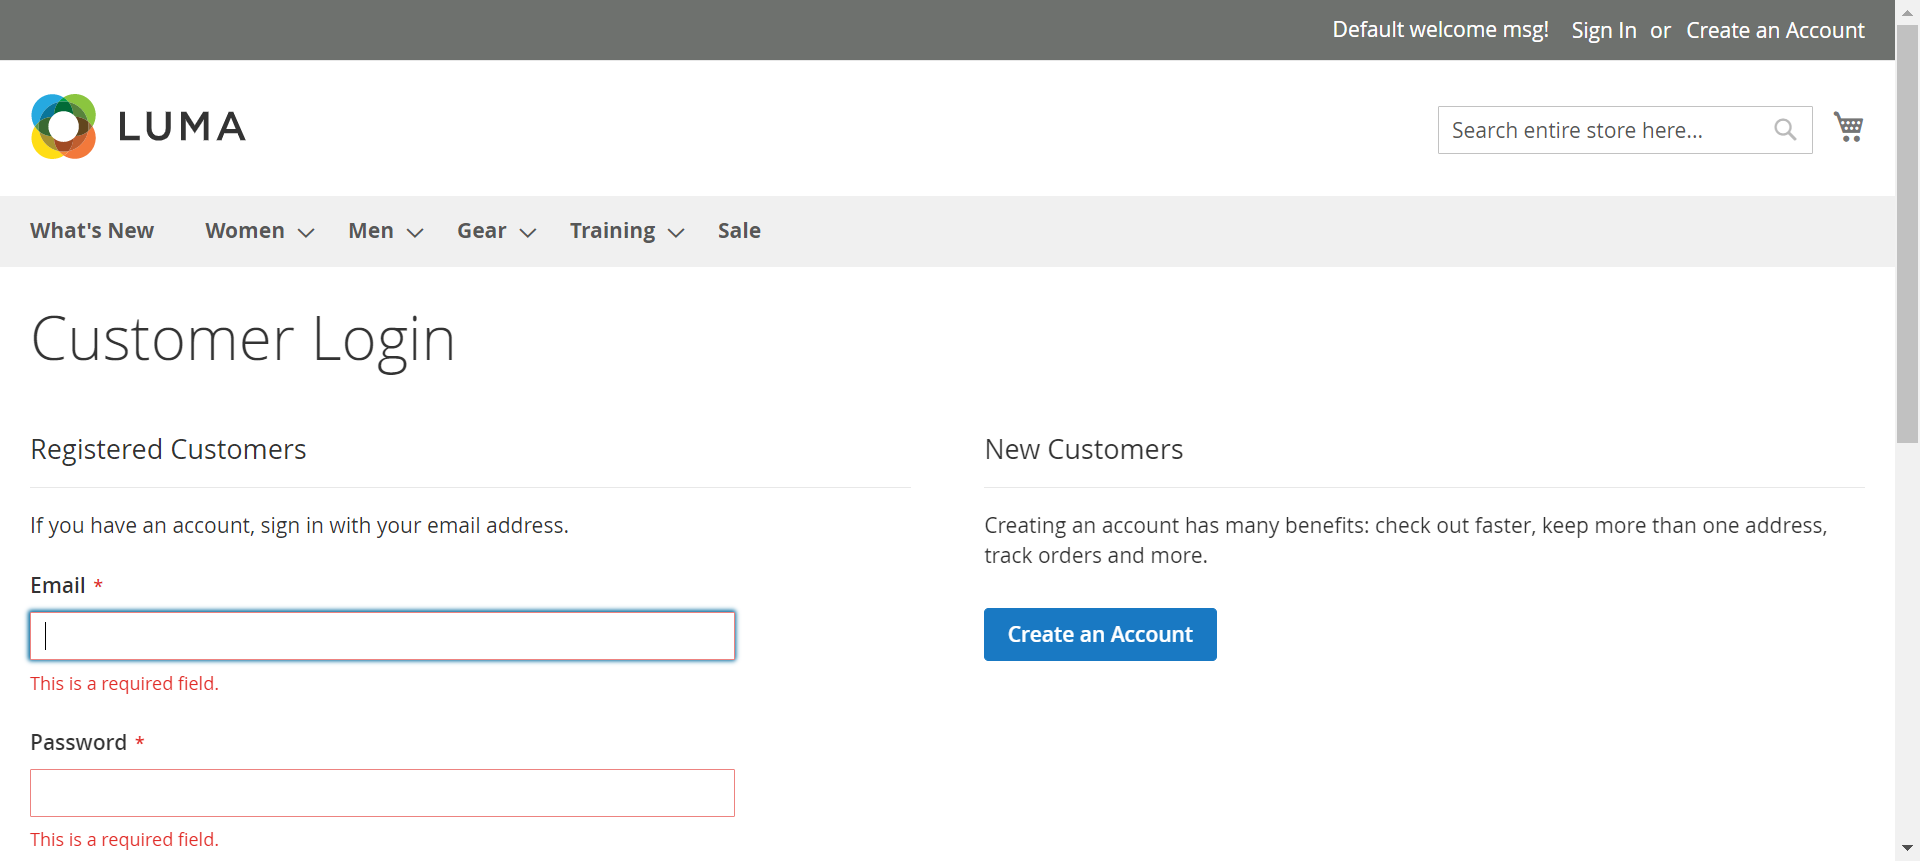 Default welcome msg! Sign In or Create an Account
LUMA
Search entire store here...
What's New Women Men Gear Training Sale
Customer Login
Registered Customers
If you have an account, sign in with your email address.
Email *
This is a required field.
Password *
This is a required field.
New Customers
Creating an account has many benefits: check out faster, keep more than one address,
track orders and more.
Create an Account